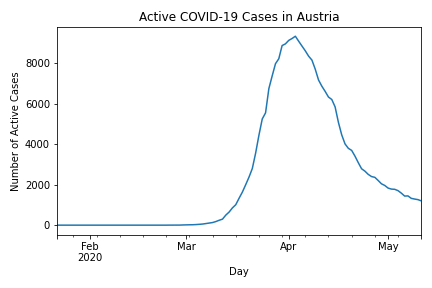 Active COVID-19 Cases in Austria
Number of Active Cases
8000
6000
4000
2000
0
Feb
2020
Mar
Apr
May
Day